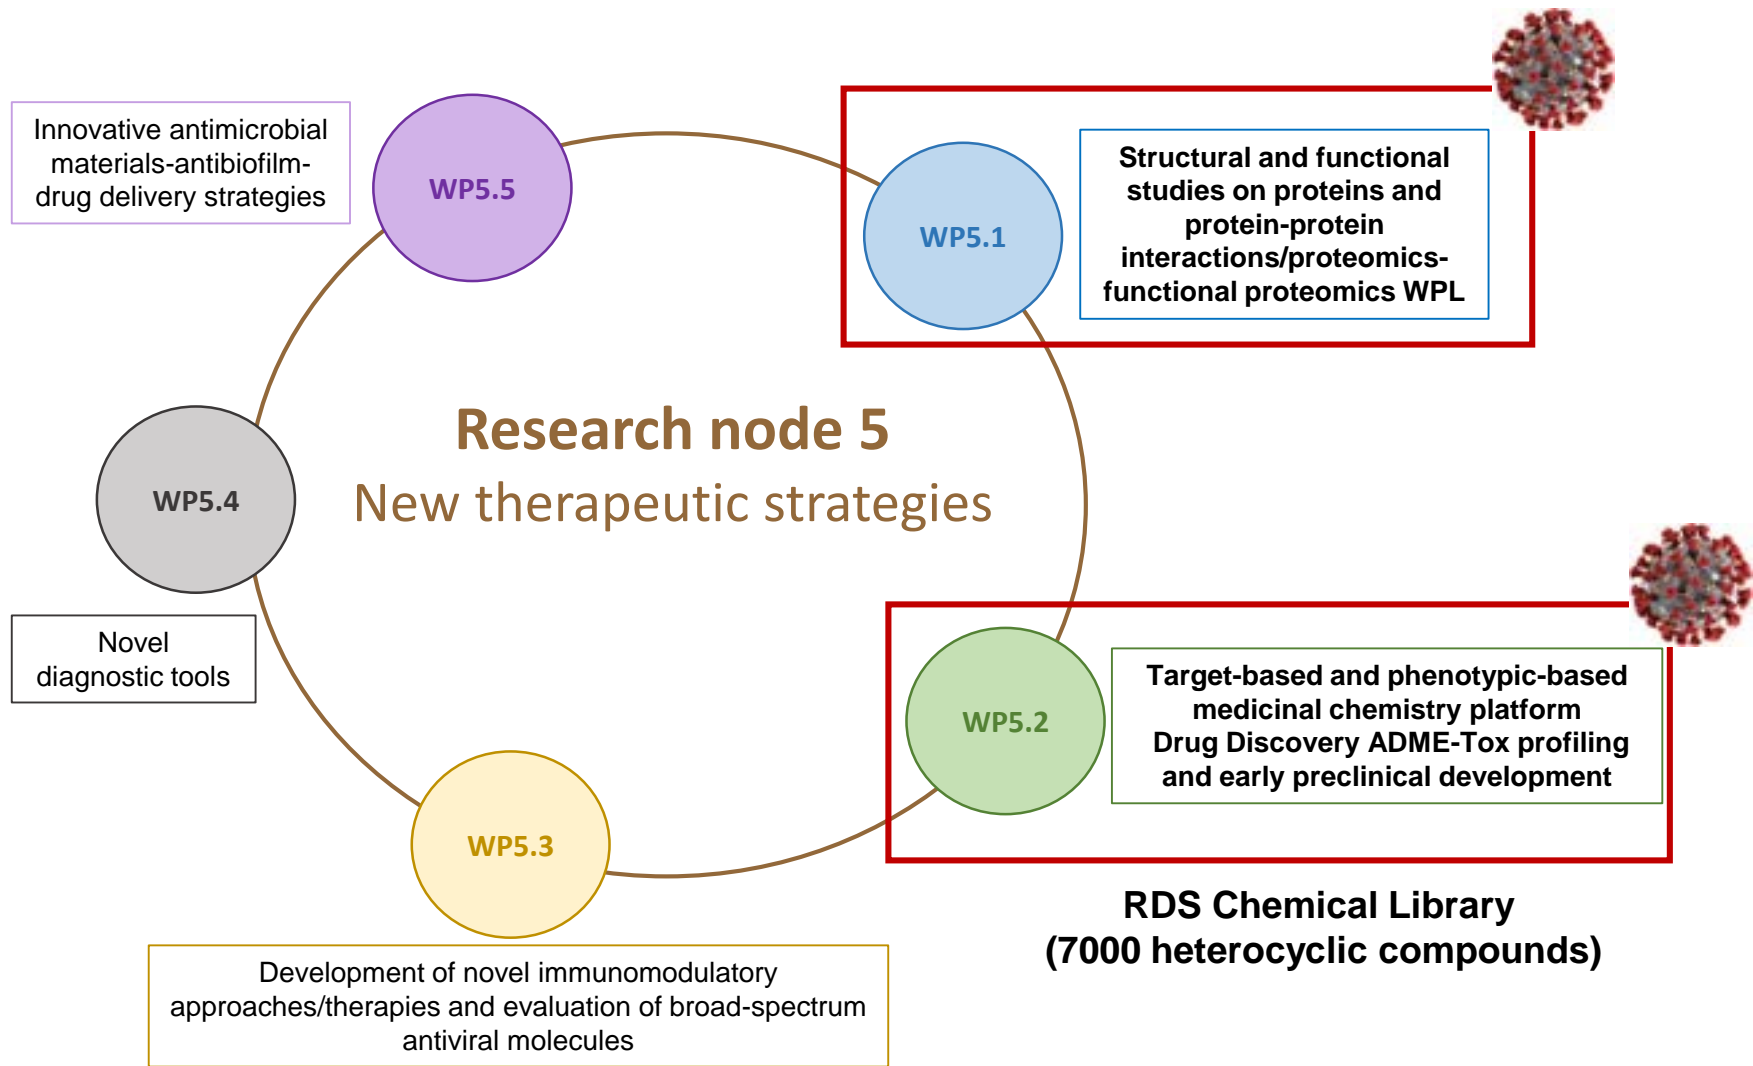 Innovative antimicrobial
materials-antibiofilm-
drug delivery strategies
WP5.5
WP5.1
Structural and functional
studies on proteins and
protein-protein
interactions/proteomics-
functional proteomics WPL
Research node 5
New therapeutic strategies
WP5.4
Novel
diagnostic tools
WP5.2
Target-based and phenotypic-based
medicinal chemistry platform
Drug Discovery ADME-Tox profiling
and early preclinical development
WP5.3
Development of novel immunomodulatory
approaches/therapies and evaluation of broad-spectrum
antiviral molecules
RDS Chemical Library
(7000 heterocyclic compounds)